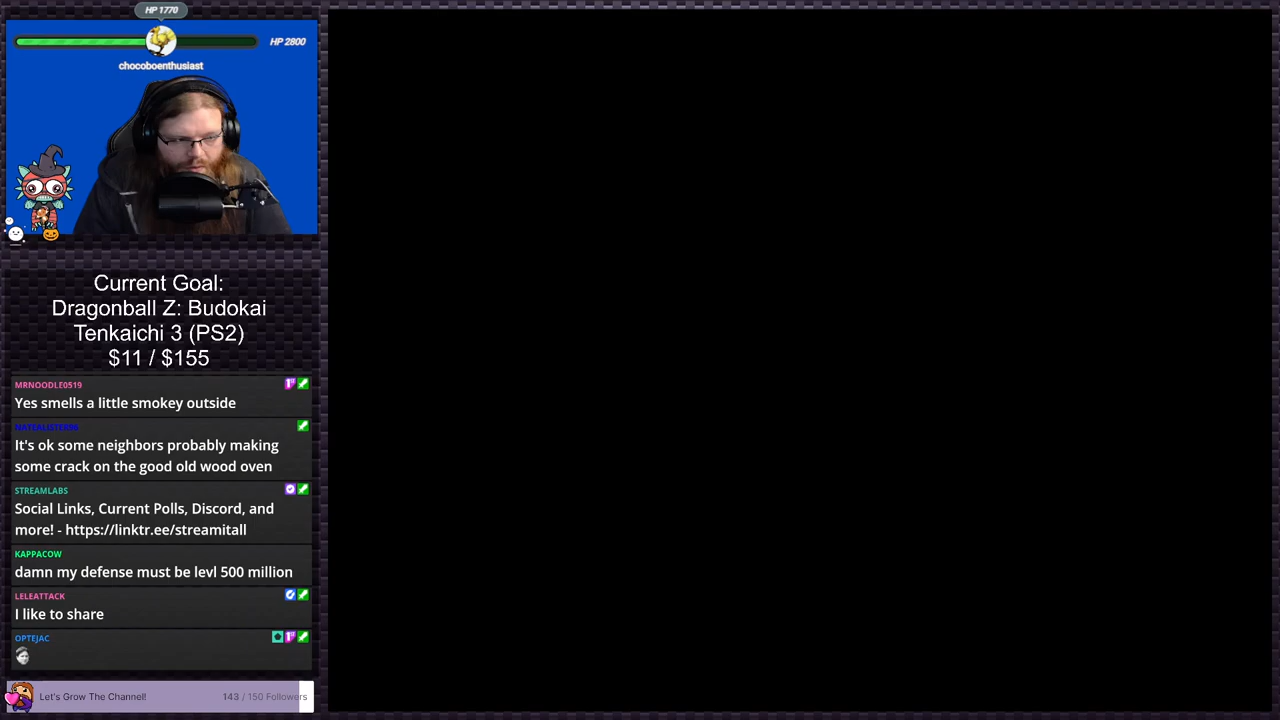 HP 1770
HP 2800
chocoboenthusiast
Current Goal:
Dragonball Z: Budokai
Tenkaichi 3 (PS2)
$11 / $155
MRNOODLE0519
Yes smells a little smokey outside
NATEALISTER96
It's ok some neighbors probably making
some crack on the good old wood oven
STREAMLABS
Social Links, Current Polls, Discord, and
more! - https://linktr.ee/streamitall
KAPPACOW
damn my defense must be levl 500 million
LELEATTACK
I like to share
OPTEJAC
Let's Grow The Channel!
143 / 150 Followers